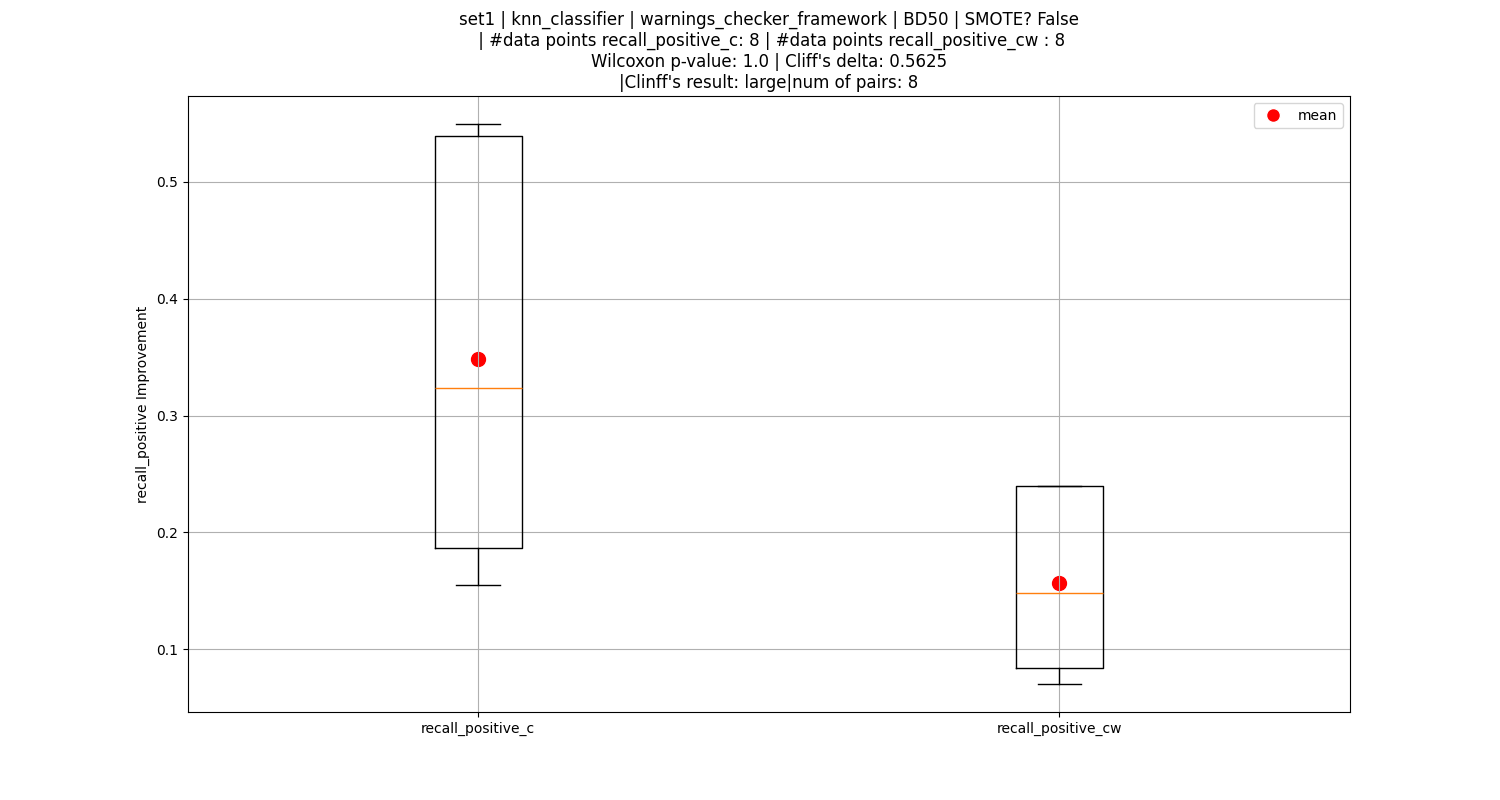 set1 | knn_classifier | warnings_checker_framework | BD50 | SMOTE? False
| #data points recall_positive_c: 8 | #data points recall_positive_cw : 8
Wilcoxon p-value: 1.0 | Cliff's delta: 0.5625
|Clinff's result: large|num of pairs: 8
mean
0.5
0.4
0.3
0.2
0.1
recall_positive Improvement
recall_positive_c
recall_positive_cw